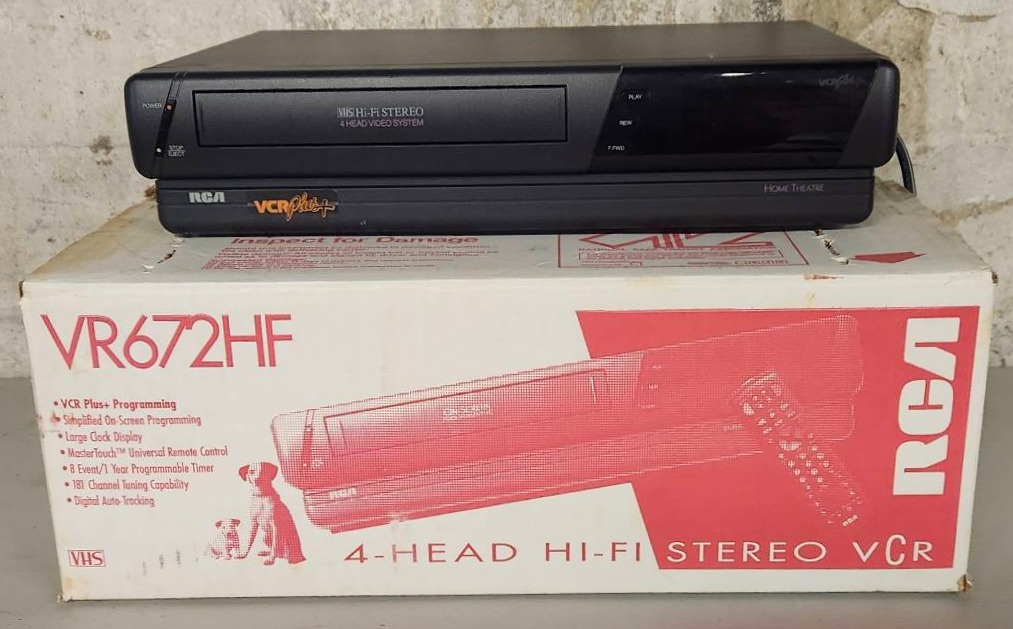 POWER
STOP
EJECT
VHS Hi-Fi STEREO
4 HEAD VIDEO SYSTEM
PLAY
REW
F.FWD
VCR Plus+
RCA
VCR Plus+
HOME THEATRE
Inspect for Damage
VR672HF
• VCR Plus+ Programming
• Simplified On-Screen Programming
• Large Clock Display
• MasterTouch™ Universal Remote Control
• 8 Event/1 Year Programmable Timer
• 181 Channel Tuning Capability
• Digital Auto-Tracking
VHS
RCA
RCA
RCA
4-HEAD HI-FI STEREO VCR